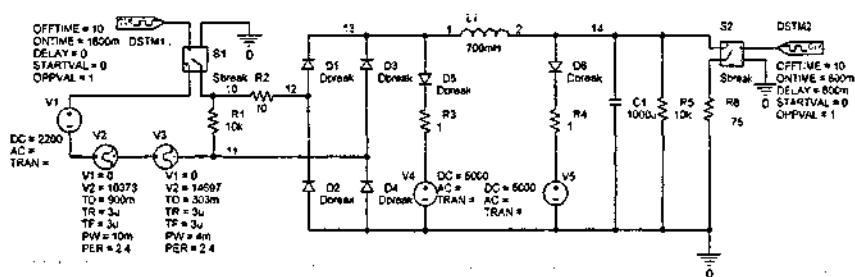 OFFTIME = 10
ONTIME = 1600m DSTM1
DELAY = 0
STARTVAL = 0
OPPVAL = 1
S1
0
Sbreak
10 R2
10
12
R1
10k
11
V1
DC = 2200
AC =
TRAN =
V2
V3
V1 = 0
V2 = 10373
TD = 900m
TR = 3u
TF = 3u
PW = 10m
PER = 2.4
V1 = 0
V2 = 14697
TD = 303m
TR = 3u
TF = 3u
PW = 4m
PER = 2.4
13
D1
Dbreak
D3
Dbreak
D2
Dbreak
D4
Dbreak
1
2
700mH
D5
Dbreak
R3
1
V4
DC = 5000
AC =
TRAN =
14
D6
Dbreak
R4
1
V5
DC = 5000
AC =
TRAN =
C1
1000u
R5
10k
R6
75
S2
Sbreak
0
DSTM2
OFFTIME = 10
ONTIME = 600m
DELAY = 600m
STARTVAL = 0
OPPVAL = 1
0